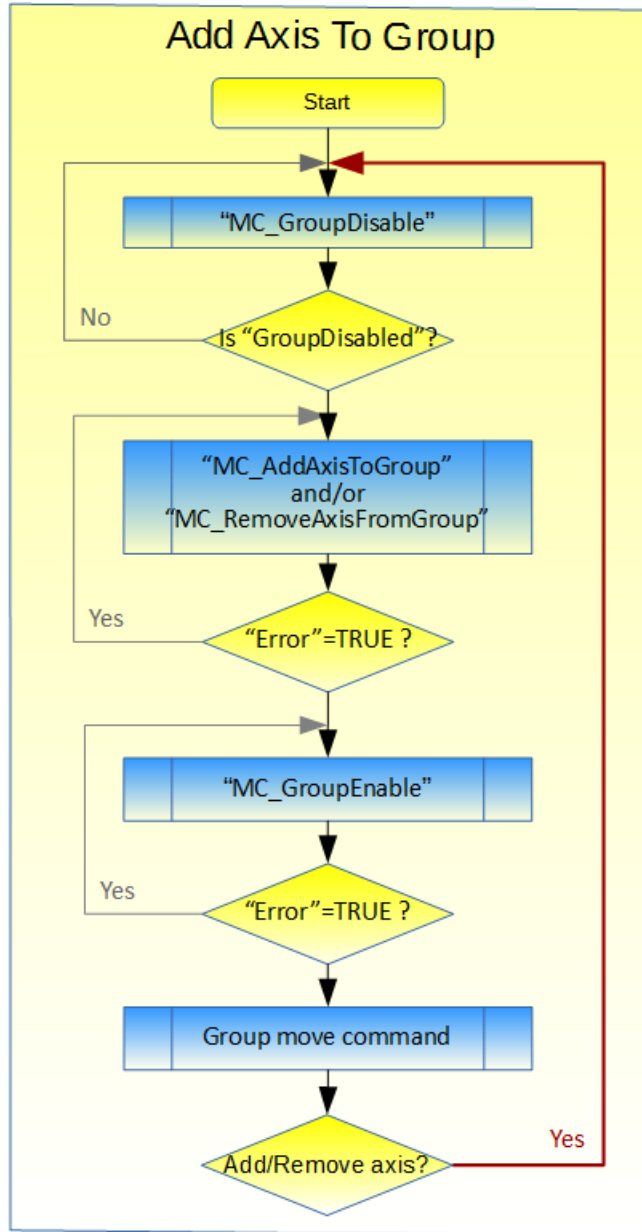 Add Axis To Group
Start
“MC_GroupDisable”
No
Is “GroupDisabled”?
“MC_AddAxisToGroup”
and/or
“MC_RemoveAxisFromGroup”
Yes
“Error”=TRUE ?
“MC_GroupEnable”
Yes
“Error”=TRUE ?
Group move command
Yes
Add/Remove axis?